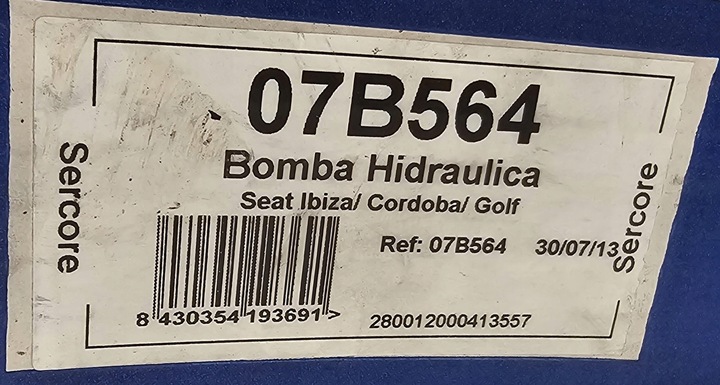 07B564
Bomba Hidraulica
Seat Ibiza/ Cordoba/ Golf
Ref: 07B564 30/07/13
8 430354 193691 >
280012000413557
Sercore
Sercore